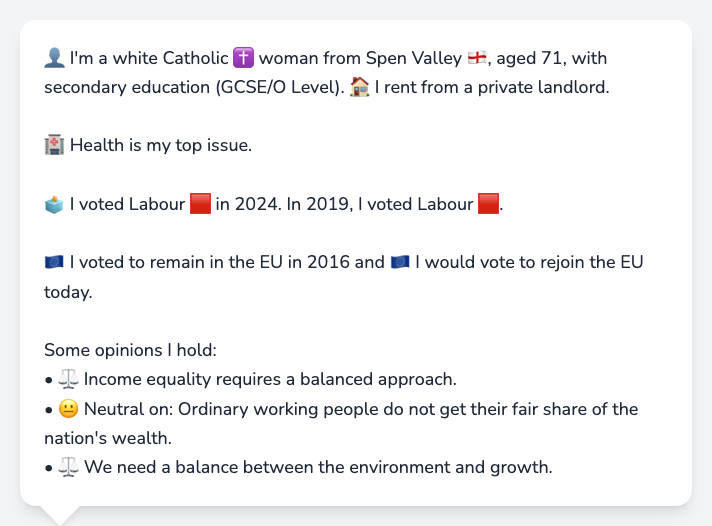 👤 I'm a white Catholic ✝️ woman from Spen Valley 🏴󠁧󠁢󠁥󠁮󠁧󠁿, aged 71, with
secondary education (GCSE/O Level). 🏠 I rent from a private landlord.
🏥 Health is my top issue.
🗳️ I voted Labour 🟥 in 2024. In 2019, I voted Labour 🟥.
🇪🇺 I voted to remain in the EU in 2016 and 🇪🇺 I would vote to rejoin the EU
today.
Some opinions I hold:
• ⚖️ Income equality requires a balanced approach.
• 😐 Neutral on: Ordinary working people do not get their fair share of the
nation's wealth.
• ⚖️ We need a balance between the environment and growth.